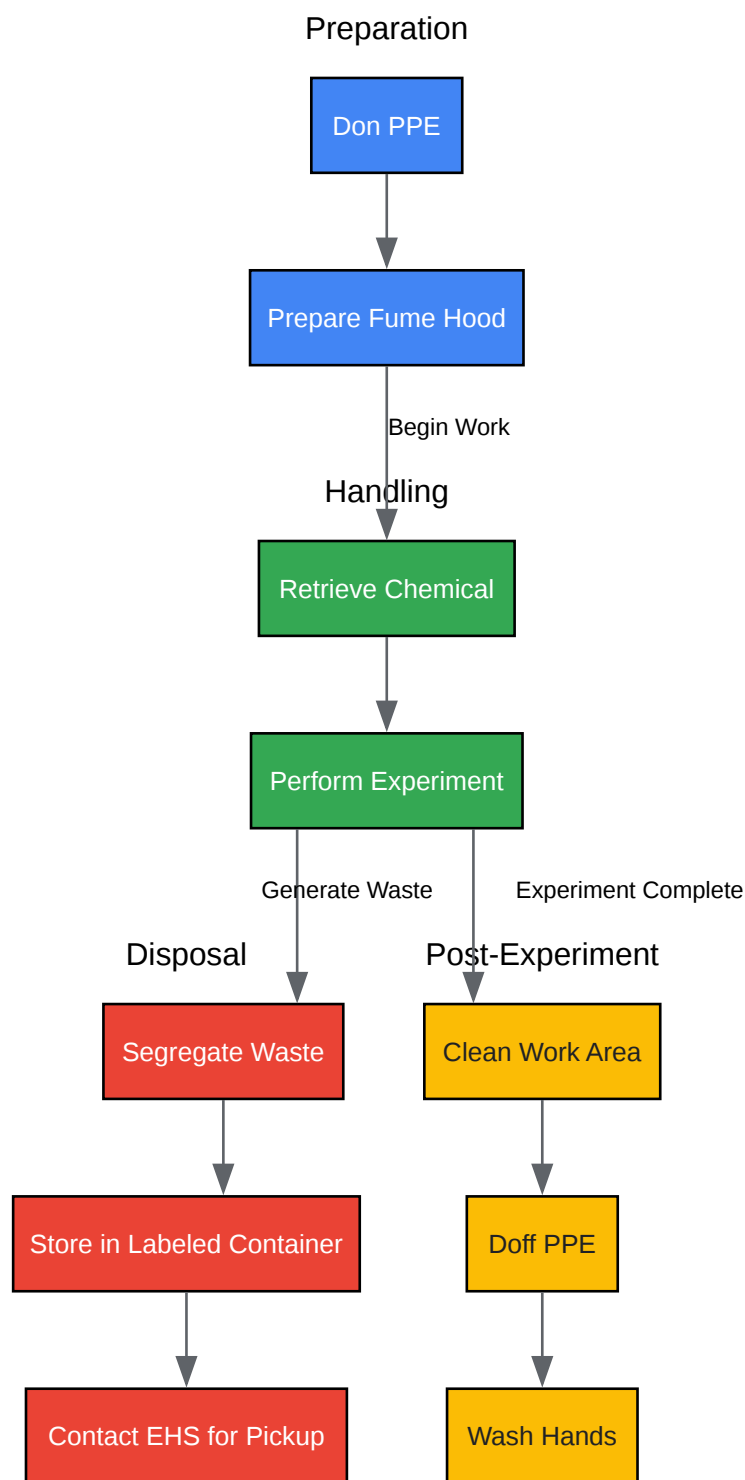 Preparation
Don PPE
Prepare Fume Hood
Begin Work
Handling
Retrieve Chemical
Perform Experiment
Generate Waste
Experiment Complete
Disposal
Post-Experiment
Segregate Waste
Clean Work Area
Store in Labeled Container
Doff PPE
Contact EHS for Pickup
Wash Hands